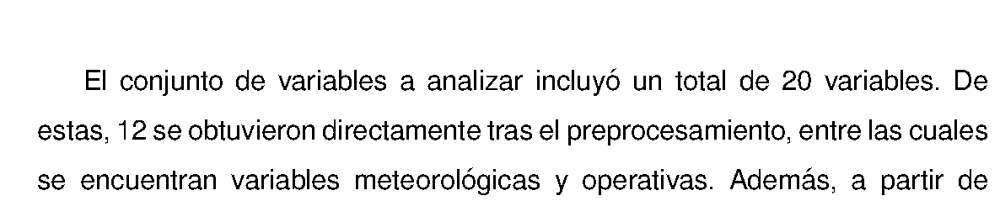 El conjunto de variables a analizar incluyó un total de 20 variables. De
estas, 12 se obtuvieron directamente tras el preprocesamiento, entre las cuales
se encuentran variables meteorológicas y operativas. Además, a partir de